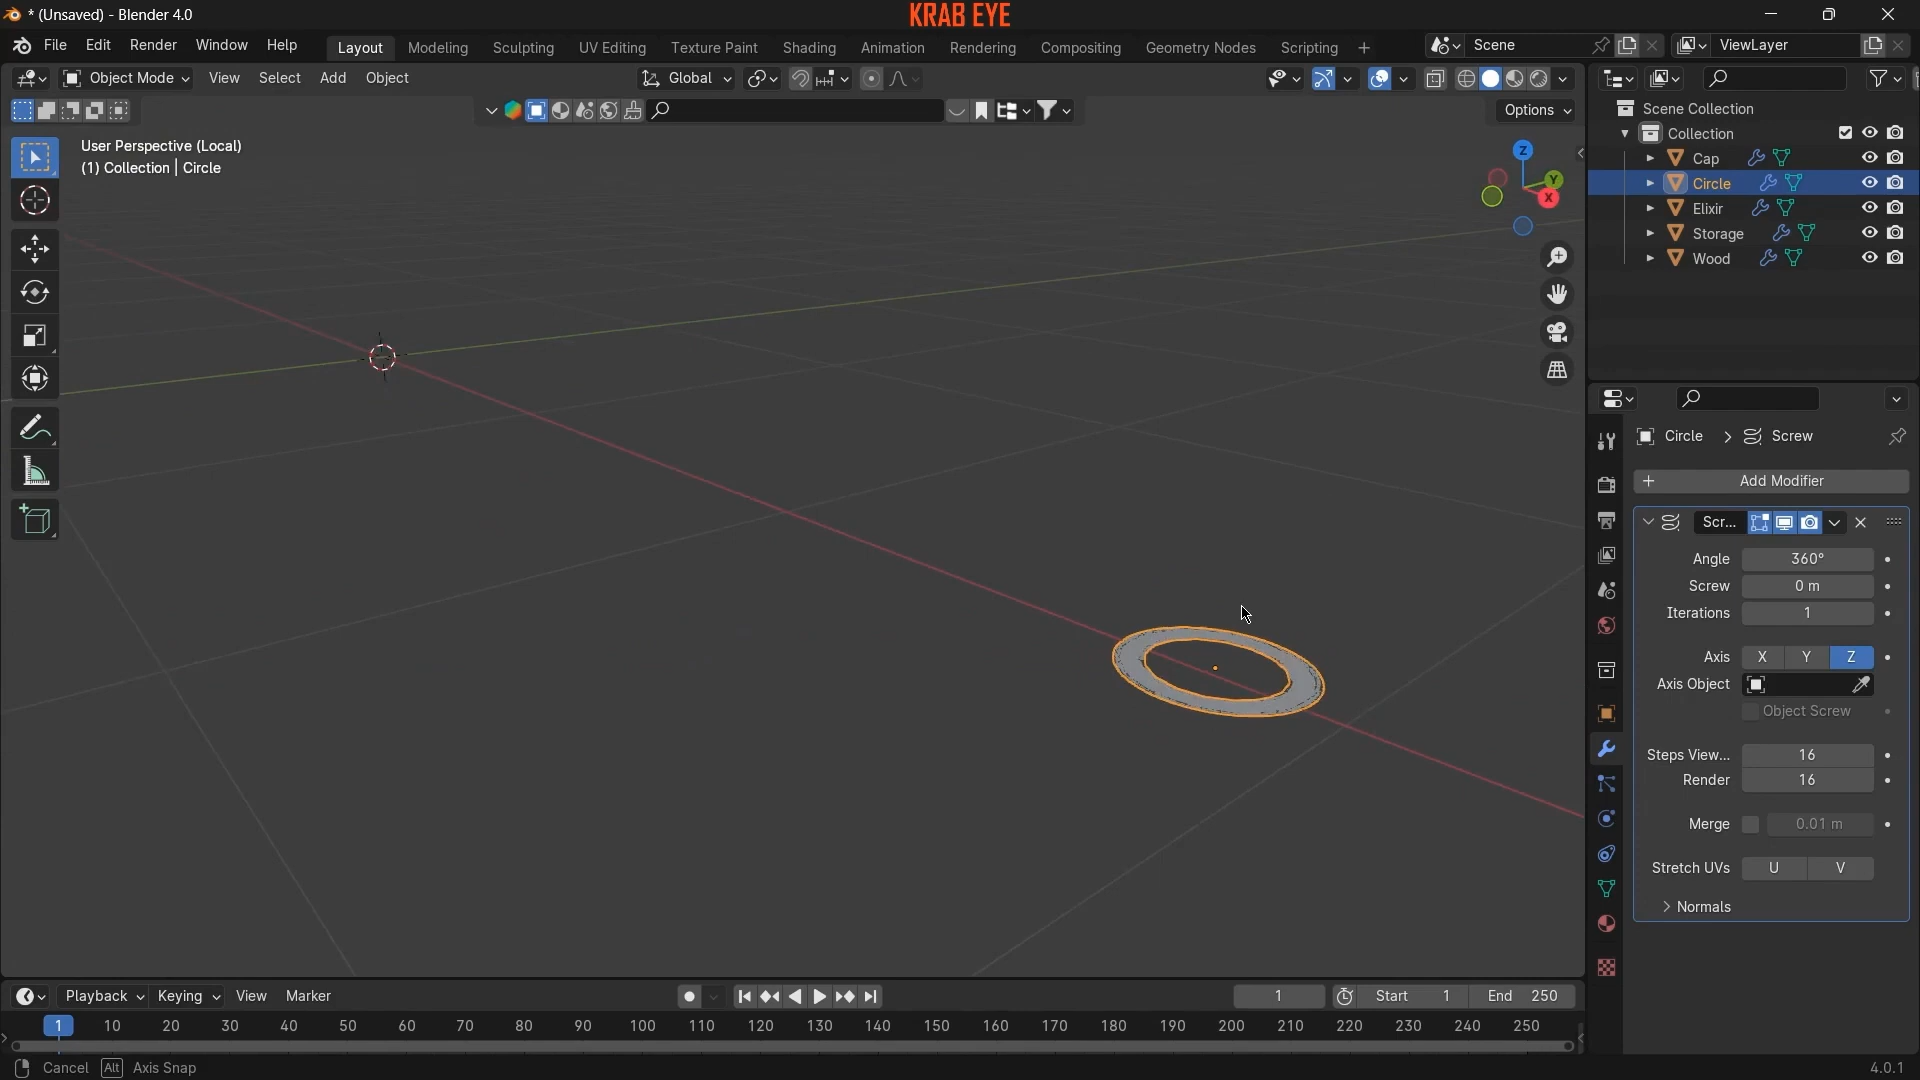 * (Unsaved) - Blender 4.0
KRAB EYE
File Edit Render Window Help
Layout Modeling Sculpting UV Editing Texture Paint Shading Animation Rendering Compositing Geometry Nodes Scripting +
Scene
ViewLayer
Object Mode View Select Add Object
Global
Options
User Perspective (Local)
(1) Collection | Circle
Z
Y
X
Scene Collection
Collection
Cap
Circle
Elixir
Storage
Wood
Circle > Screw
+ Add Modifier
Scr...
Angle 360°
Screw 0 m
Iterations 1
Axis X Y Z
Axis Object
Object Screw
Steps View... 16
Render 16
Merge 0.01 m
Stretch UVs U V
> Normals
Playback Keying View Marker
1 Start 1 End 250
1 10 20 30 40 50 60 70 80 90 100 110 120 130 140 150 160 170 180 190 200 210 220 230 240 250
Cancel Alt Axis Snap
4.0.1